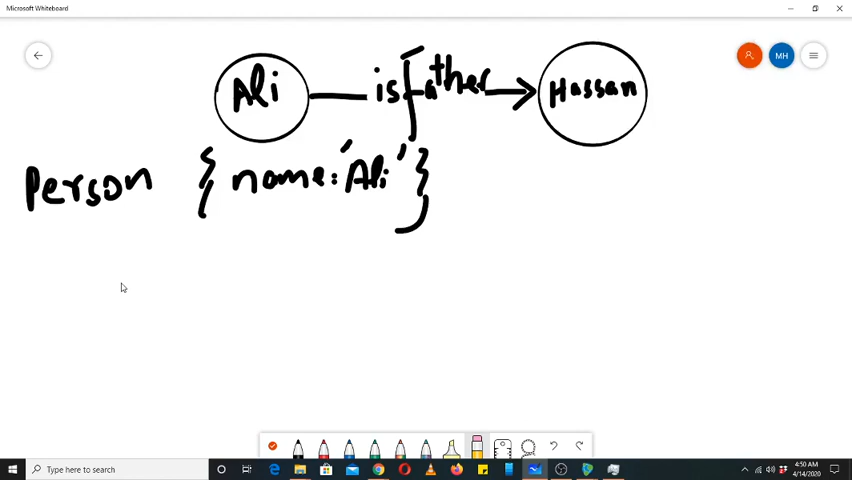 Microsoft Whiteboard
MH
Ali isfather Hassan
Person { name: 'Ali' }
Type here to search
4:50 AM
4/14/2020